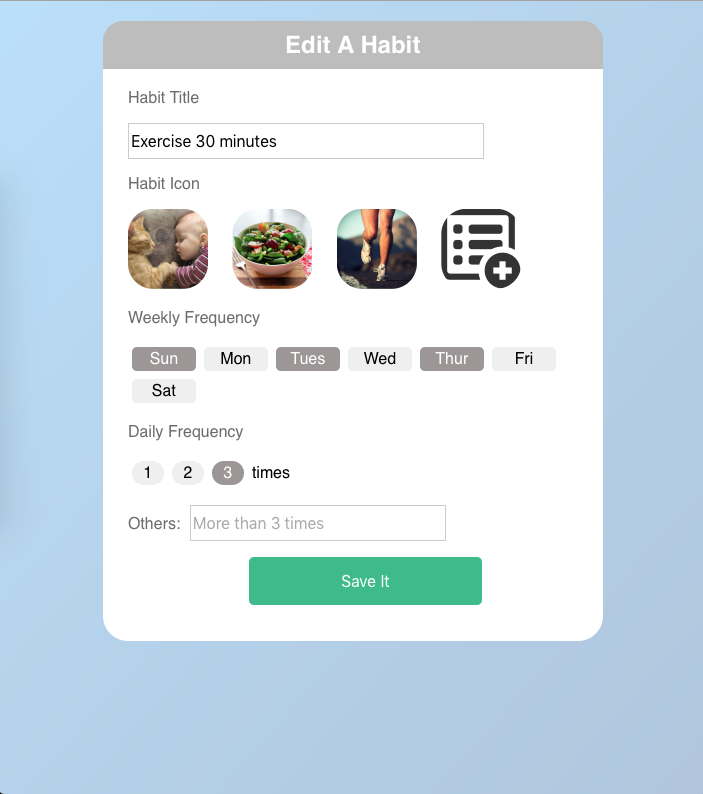 Edit A Habit
Habit Title
Exercise 30 minutes
Habit Icon
Weekly Frequency
Sun Mon Tues Wed Thur Fri
Sat
Daily Frequency
1 2 3 times
Others: More than 3 times
Save It